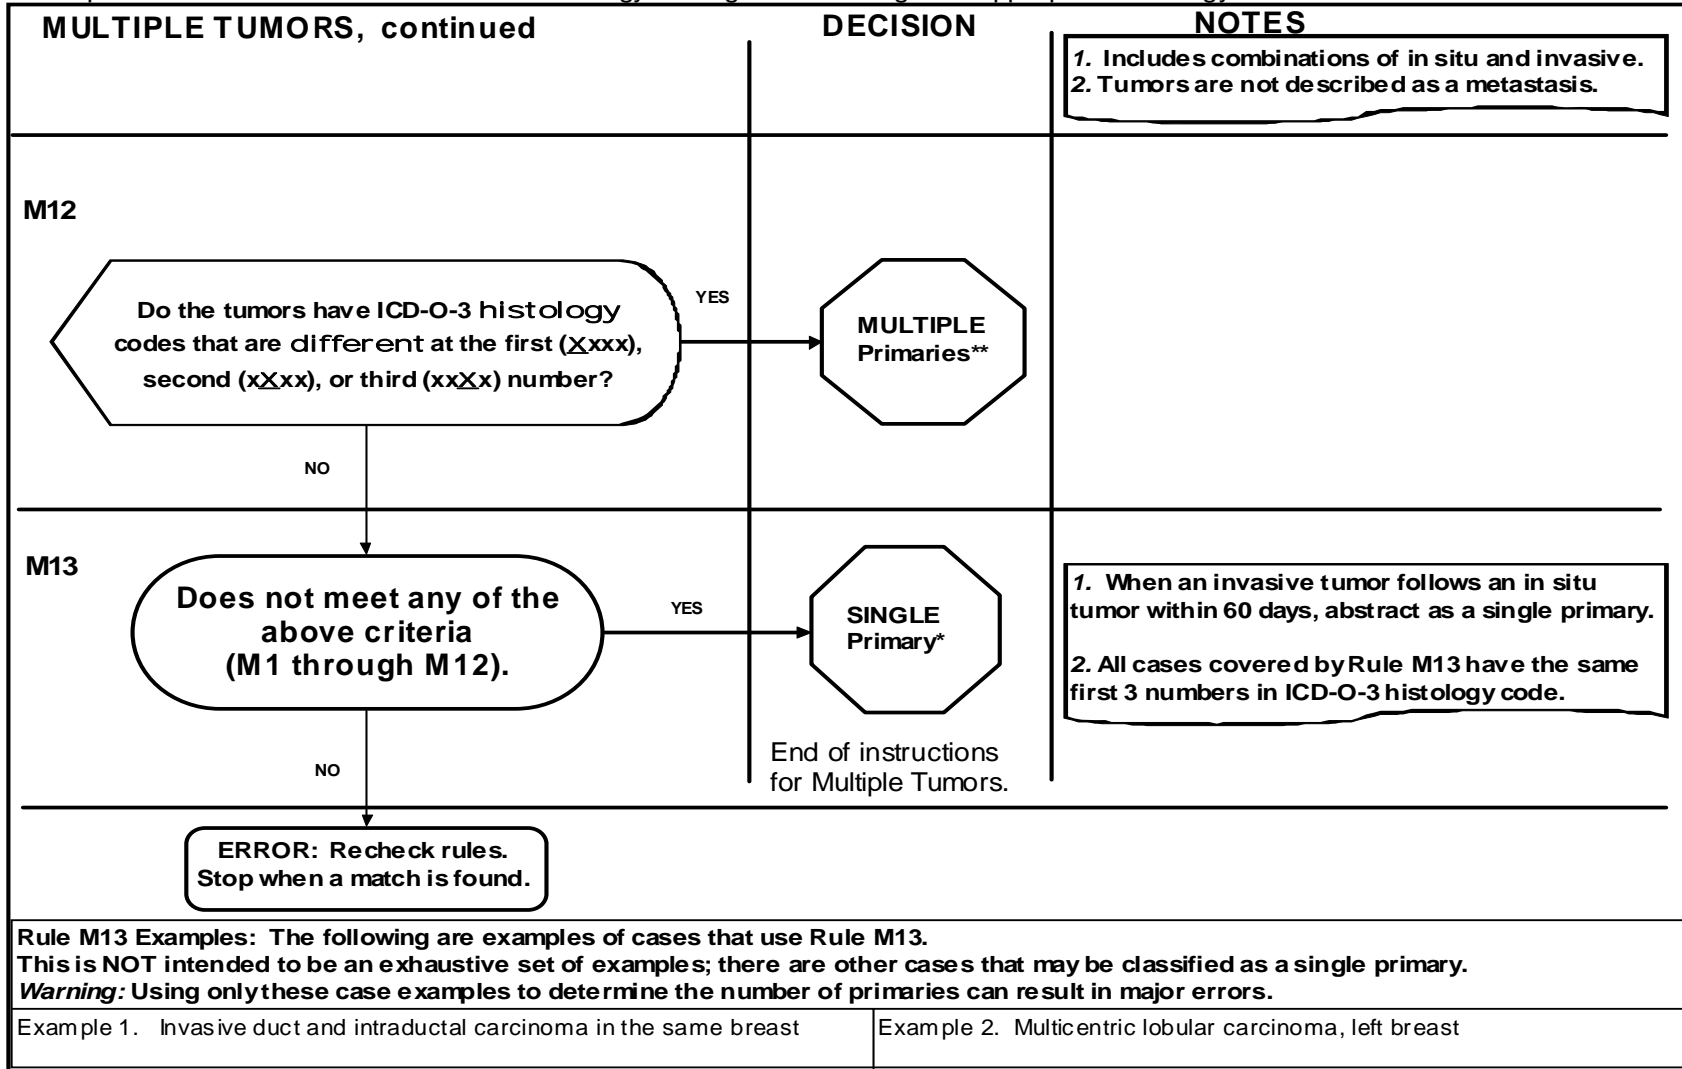 MULTIPLE TUMORS, continued
DECISION
NOTES
1. Includes combinations of in situ and invasive.
2. Tumors are not described as a metastasis.
M12
Do the tumors have ICD-O-3 histology
codes that are different at the first (Xxxx),
second (xXxx), or third (xxXx) number?
YES
MULTIPLE
Primaries**
NO
M13
Does not meet any of the
above criteria
(M1 through M12).
YES
SINGLE
Primary*
1. When an invasive tumor follows an in situ
tumor within 60 days, abstract as a single primary.
2. All cases covered by Rule M13 have the same
first 3 numbers in ICD-O-3 histology code.
End of instructions
for Multiple Tumors.
NO
ERROR: Recheck rules.
Stop when a match is found.
Rule M13 Examples: The following are examples of cases that use Rule M13.
This is NOT intended to be an exhaustive set of examples; there are other cases that may be classified as a single primary.
Warning: Using only these case examples to determine the number of primaries can result in major errors.
Example 1. Invasive duct and intraductal carcinoma in the same breast
Example 2. Multicentric lobular carcinoma, left breast